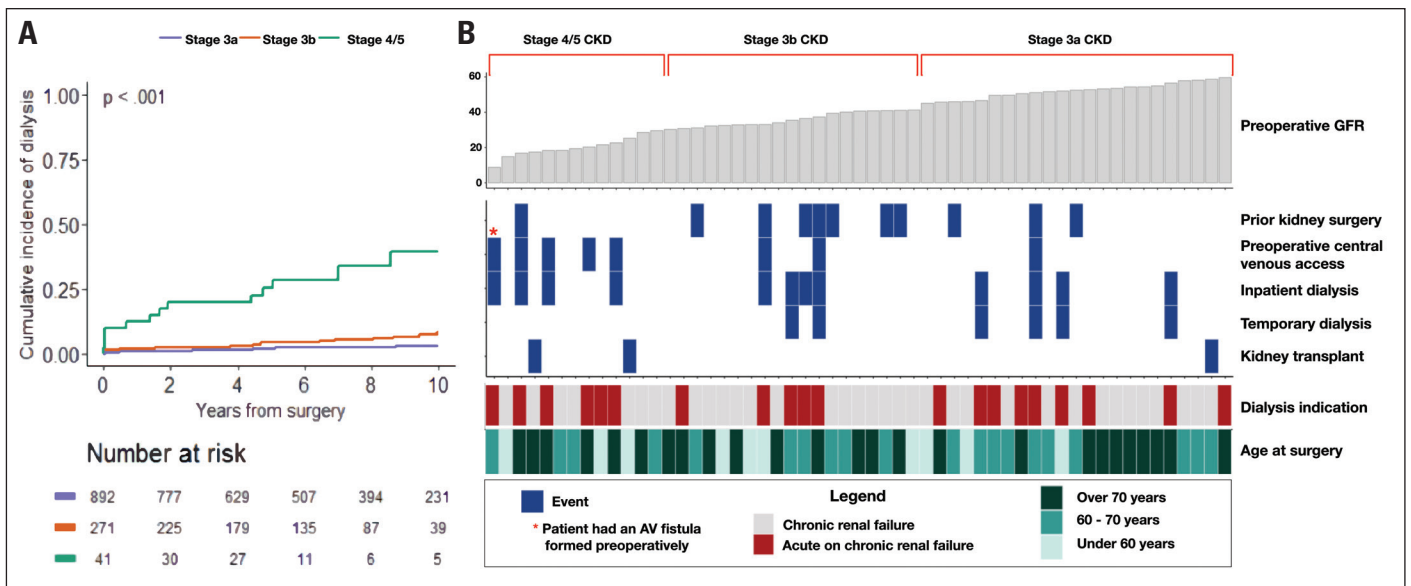 A
Stage 3a Stage 3b Stage 4/5
Cumulative incidence of dialysis
1.00
0.75
0.50
0.25
0.00
p < .001
0 2 4 6 8 10
Years from surgery
Number at risk
892 777 629 507 394 231
271 225 179 135 87 39
41 30 27 11 6 5
B
Stage 4/5 CKD Stage 3b CKD Stage 3a CKD
60
40
20
0
Preoperative GFR
*
Prior kidney surgery
Preoperative central
venous access
Inpatient dialysis
Temporary dialysis
Kidney transplant
Dialysis indication
Age at surgery
Legend
Event
* Patient had an AV fistula
formed preoperatively
Chronic renal failure
Acute on chronic renal failure
Over 70 years
60 - 70 years
Under 60 years